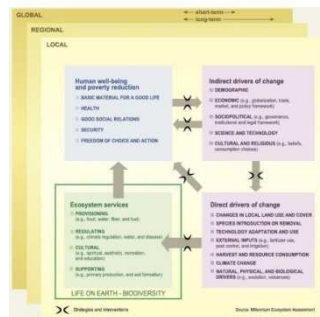 GLOBAL
short-term
long-term
REGIONAL
LOCAL
Human well-being
and poverty reduction
BASIC MATERIAL FOR A GOOD LIFE
HEALTH
GOOD SOCIAL RELATIONS
SECURITY
FREEDOM OF CHOICE AND ACTION
Indirect drivers of change
DEMOGRAPHIC
ECONOMIC (e.g., globalization, trade,
market, and policy framework)
SOCIOPOLITICAL (e.g., governance,
institutional and legal framework)
SCIENCE AND TECHNOLOGY
CULTURAL AND RELIGIOUS (e.g., beliefs,
consumption choices)
Ecosystem services
PROVISIONING
(e.g., food, water, fiber, and fuel)
REGULATING
(e.g., climate regulation, water, and disease)
CULTURAL
(e.g., spiritual, aesthetic, recreation,
and education)
SUPPORTING
(e.g., primary production, and soil formation)
LIFE ON EARTH - BIODIVERSITY
Direct drivers of change
CHANGES IN LOCAL LAND USE AND COVER
SPECIES INTRODUCTION OR REMOVAL
TECHNOLOGY ADAPTATION AND USE
EXTERNAL INPUTS (e.g., fertilizer use,
pest control, and irrigation)
HARVEST AND RESOURCE CONSUMPTION
CLIMATE CHANGE
NATURAL, PHYSICAL, AND BIOLOGICAL
DRIVERS (e.g., evolution, volcanoes)
Strategies and interventions
Source: Millennium Ecosystem Assessment